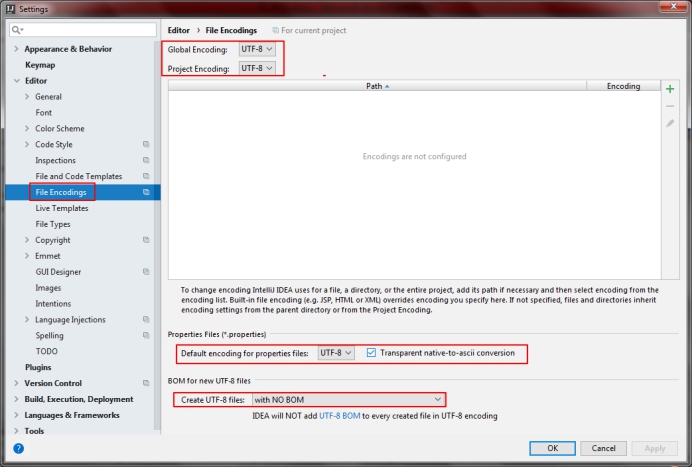 Settings
Appearance & Behavior
Keymap
Editor
General
Font
Color Scheme
Code Style
Inspections
File and Code Templates
File Encodings
Live Templates
File Types
Copyright
Emmet
GUI Designer
Images
Intentions
Language Injections
Spelling
TODO
Plugins
Version Control
Build, Execution, Deployment
Languages & Frameworks
Tools
Editor › File Encodings For current project
Global Encoding: UTF-8
Project Encoding: UTF-8
Path Encoding
Encodings are not configured
To change encoding IntelliJ IDEA uses for a file, a directory, or the entire project, add its path if necessary and then select encoding from the
encoding list. Built-in file encoding (e.g. JSP, HTML or XML) overrides encoding you specify here. If not specified, files and directories inherit
encoding settings from the parent directory or from the Project Encoding.
Properties Files (*.properties)
Default encoding for properties files: UTF-8 Transparent native-to-ascii conversion
BOM for new UTF-8 files
Create UTF-8 files: with NO BOM
IDEA will NOT add UTF-8 BOM to every created file in UTF-8 encoding
? OK Cancel Apply